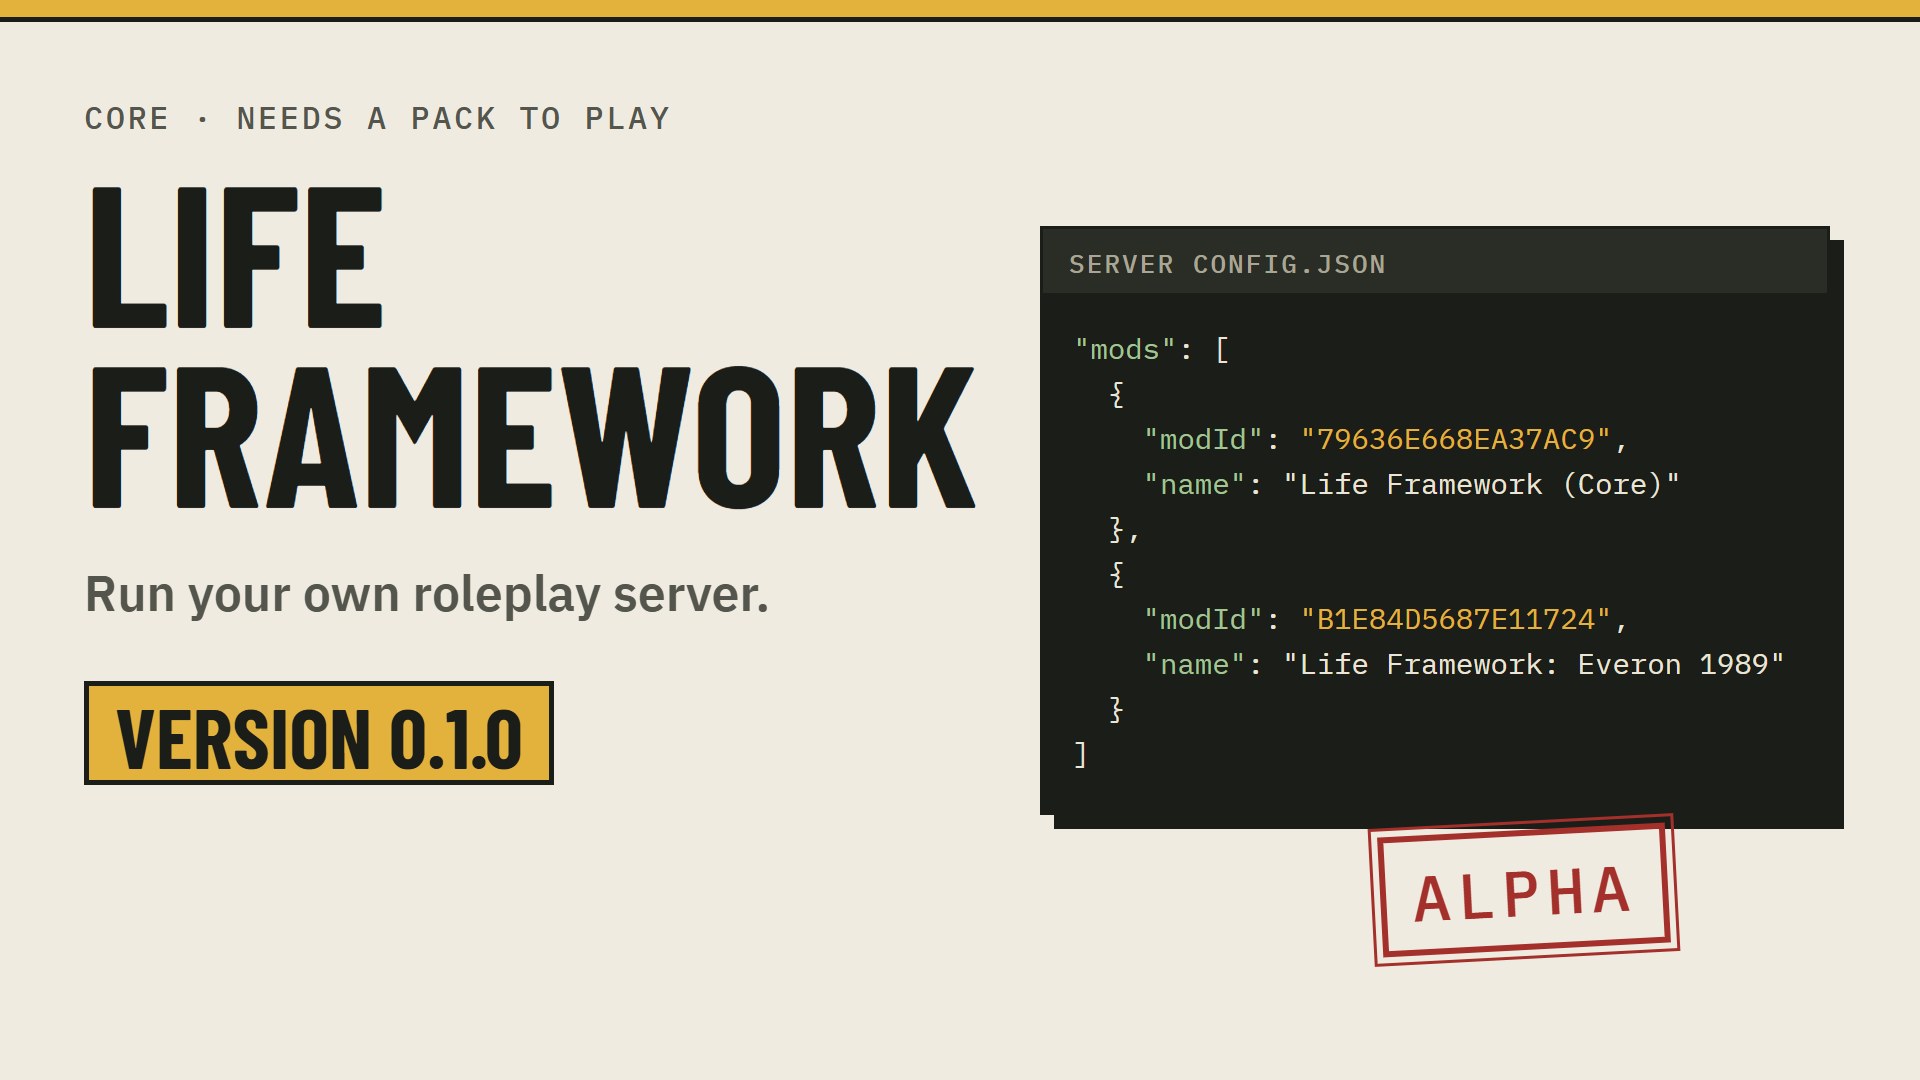 CORE · NEEDS A PACK TO PLAY
LIFE
FRAMEWORK
Run your own roleplay server.
VERSION 0.1.0
SERVER CONFIG.JSON
"mods": [
  {
    "modId": "79636E668EA37AC9",
    "name": "Life Framework (Core)"
  },
  {
    "modId": "B1E84D5687E11724",
    "name": "Life Framework: Everon 1989"
  }
]
ALPHA